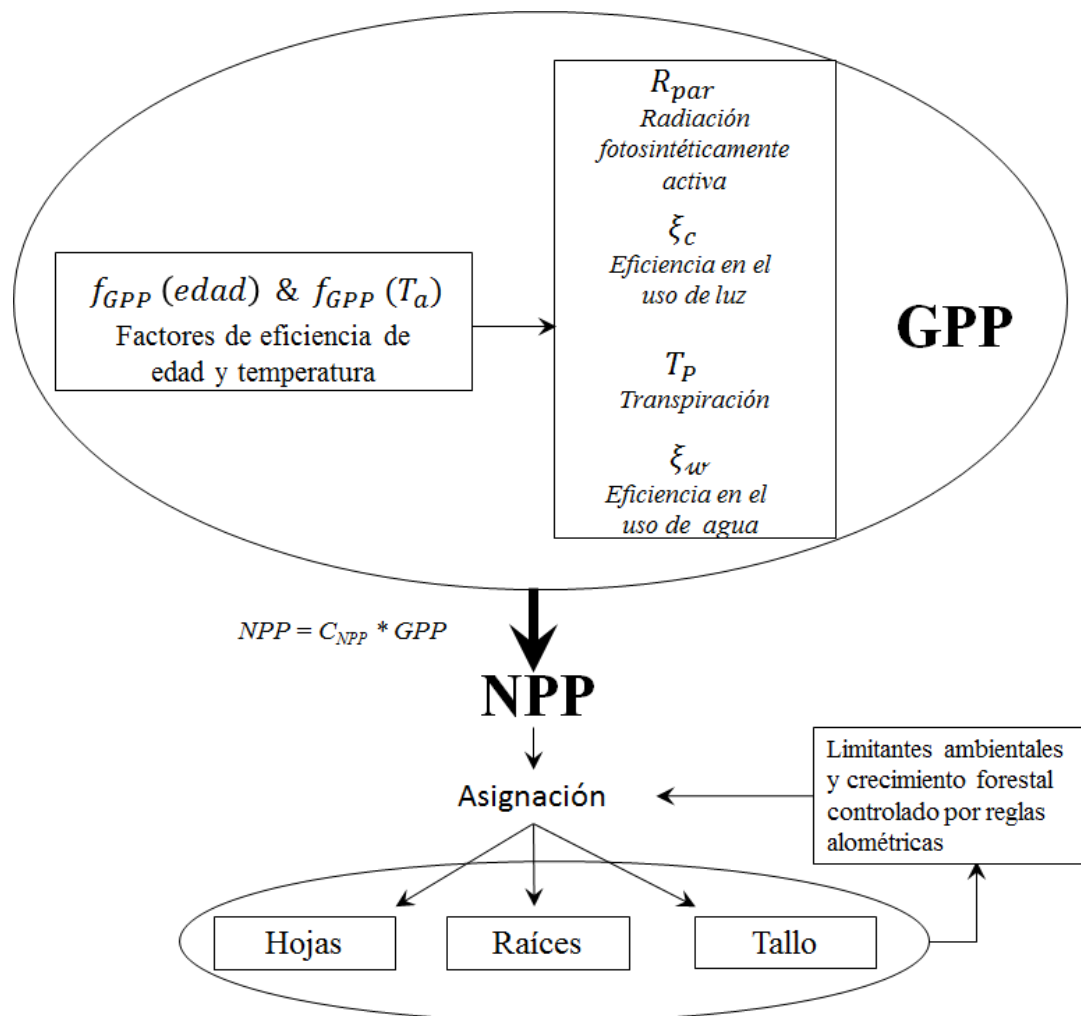 R_par
Radiación
fotosintéticamente
activa
ξ_c
Eficiencia en el
uso de luz
T_P
Transpiración
ξ_w
Eficiencia en el
uso de agua
f_GPP (edad) & f_GPP (T_a)
Factores de eficiencia de
edad y temperatura
GPP
NPP = C_NPP * GPP
NPP
Asignación
Limitantes ambientales
y crecimiento forestal
controlado por reglas
alométricas
Hojas
Raíces
Tallo